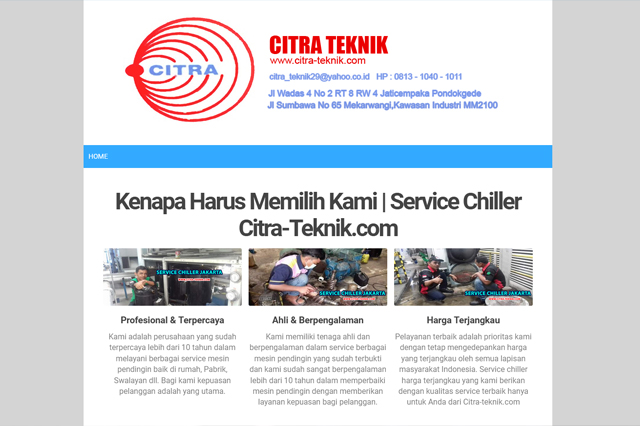 CITRA
CITRA TEKNIK
www.citra-teknik.com
citra_teknik29@yahoo.co.id HP : 0813 - 1040 - 1011
Jl Wadas 4 No 2 RT 8 RW 4 Jaticempaka Pondokgede
Jl Sumbawa No 65 Mekarwangi,Kawasan Industri MM2100
HOME
Kenapa Harus Memilih Kami | Service Chiller
Citra-Teknik.com
SERVICE CHILLER JAKARTA
SERVICE CHILLER JAKARTA
SERVICE CHILLER JAKARTA
Profesional & Terpercaya
Kami adalah perusahaan yang sudah
terpercaya lebih dari 10 tahun dalam
melayani berbagai service mesin
pendingin baik di rumah, Pabrik,
Swalayan dll. Bagi kami kepuasan
pelanggan adalah yang utama.
Ahli & Berpengalaman
Kami memiliki tenaga ahli dan
berpengalaman dalam service berbagai
mesin pendingin yang sudah terbukti
dan kami sudah sangat berpengalaman
lebih dari 10 tahun dalam memperbaiki
mesin pendingin dengan memberikan
layanan kepuasan bagi pelanggan.
Harga Terjangkau
Pelayanan terbaik adalah prioritas kami
dengan tetap mengedepankan harga
yang terjangkau oleh semua lapisan
masyarakat Indonesia. Service chiller
harga terjangkau yang kami berikan
dengan kualitas service terbaik hanya
untuk Anda dari Citra-teknik.com